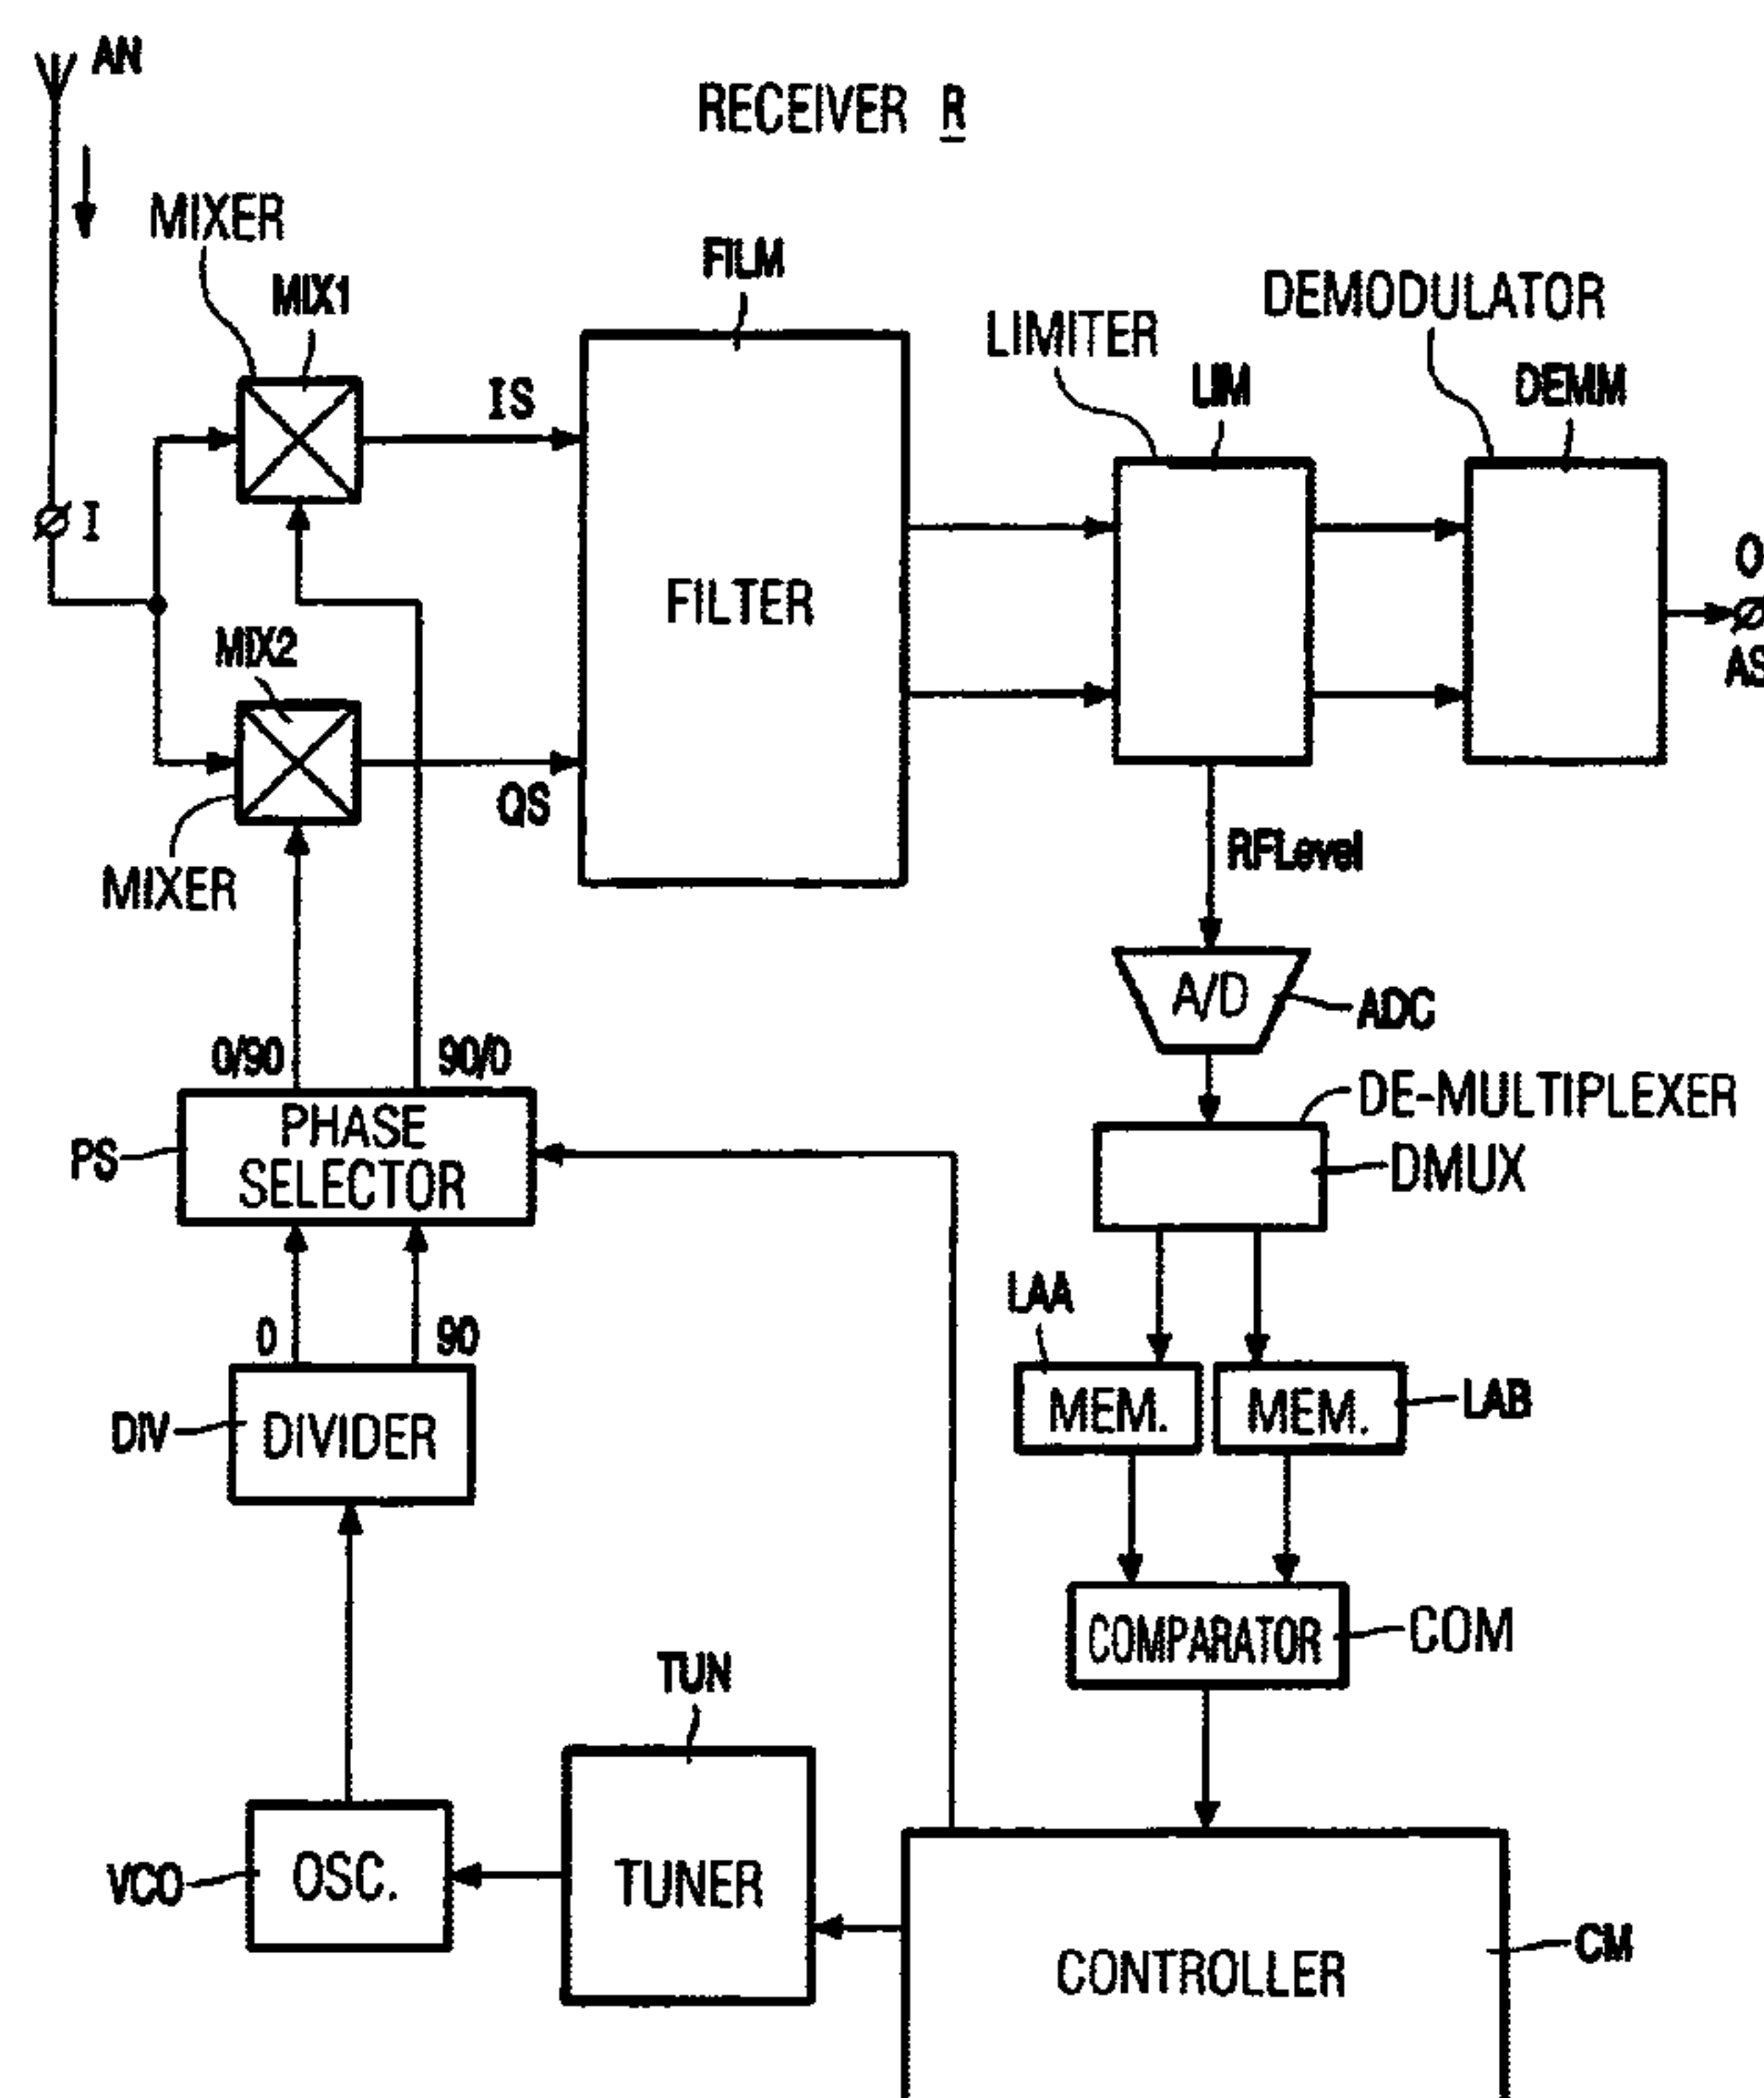 AN
RECEIVER R
MIXER
MIX1
FILM
DEMODULATOR
LIMITER
LIM
DEMM
IS
I
O
FILTER
MIX2
AS
QS
MIXER
RFLevel
A/D
ADC
0/90
90/0
DE-MULTIPLEXER
PHASE
SELECTOR
PS
DMUX
LAA
0
90
MEM.
MEM.
LAB
DIV
DIVIDER
COMPARATOR
COM
TUN
VCO
OSC.
TUNER
CM
CONTROLLER